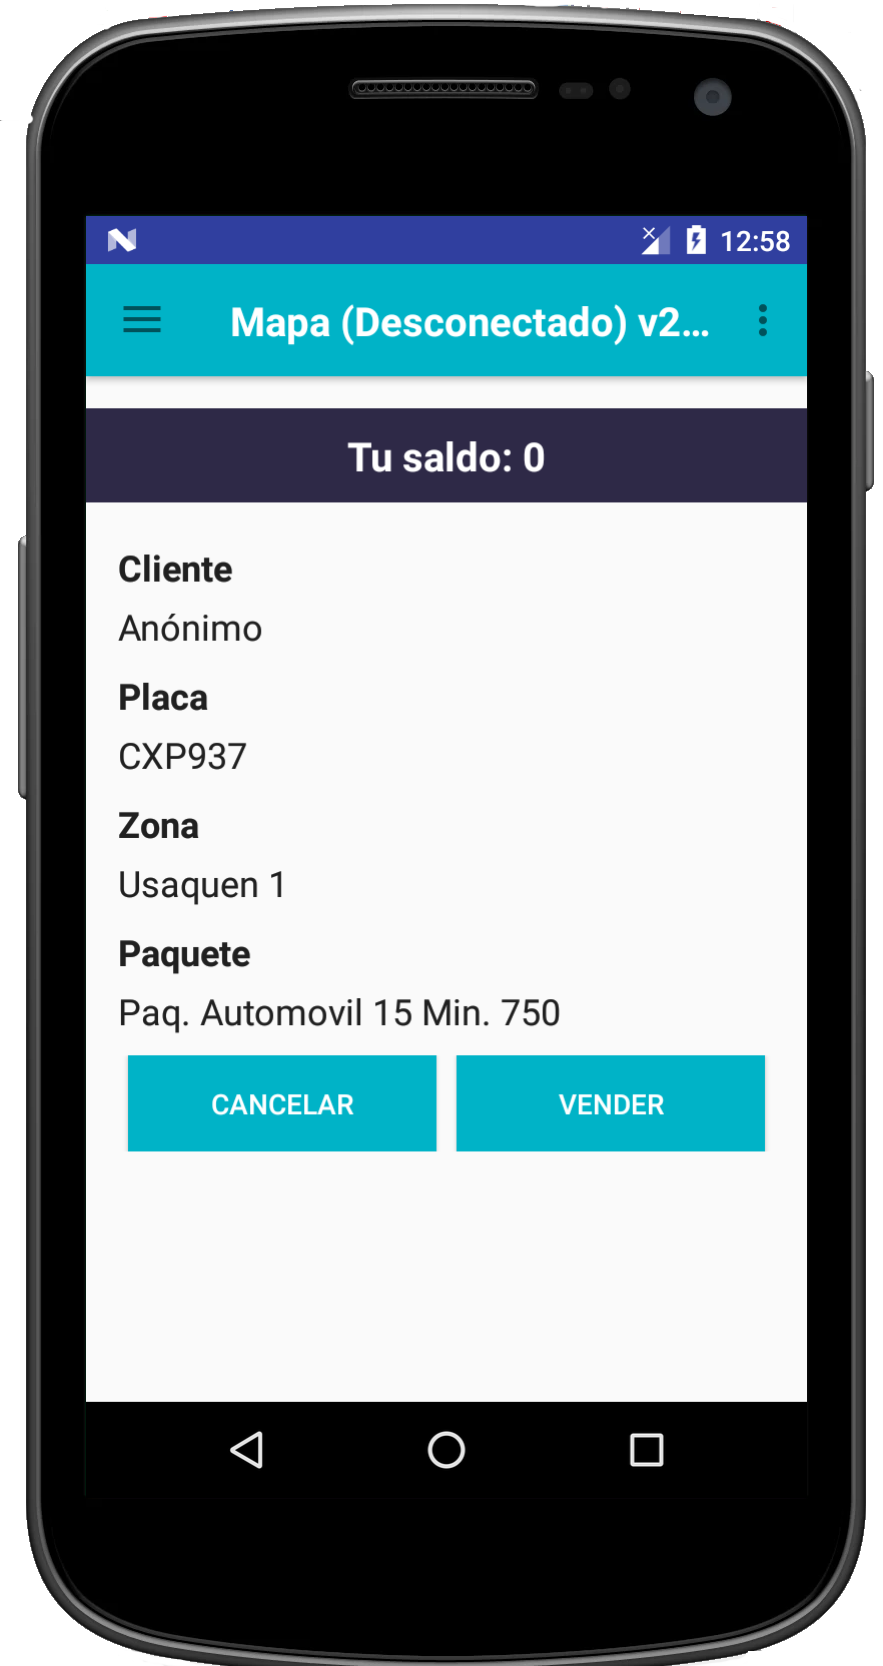 12:58
Mapa (Desconectado) v2...
Tu saldo: 0
Cliente
Anónimo
Placa
CXP937
Zona
Usaquen 1
Paquete
Paq. Automovil 15 Min. 750
CANCELAR VENDER